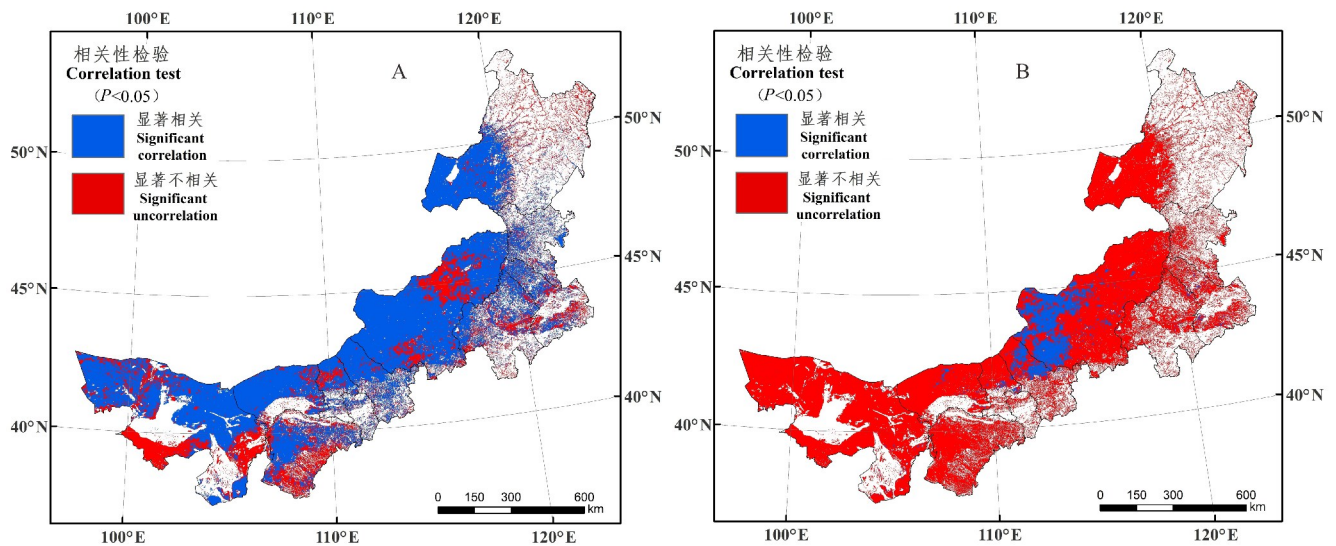 100°E 110°E 120°E
相关性检验
Correlation test
（P<0.05）
显著相关
Significant
correlation
显著不相关
Significant
uncorrelation
A
50°N
45°N
40°N
50°N
45°N
40°N
0 150 300 600
km
100°E 110°E 120°E
100°E 110°E 120°E
相关性检验
Correlation test
（P<0.05）
显著相关
Significant
correlation
显著不相关
Significant
uncorrelation
B
50°N
45°N
40°N
50°N
45°N
40°N
0 150 300 600
km
100°E 110°E 120°E